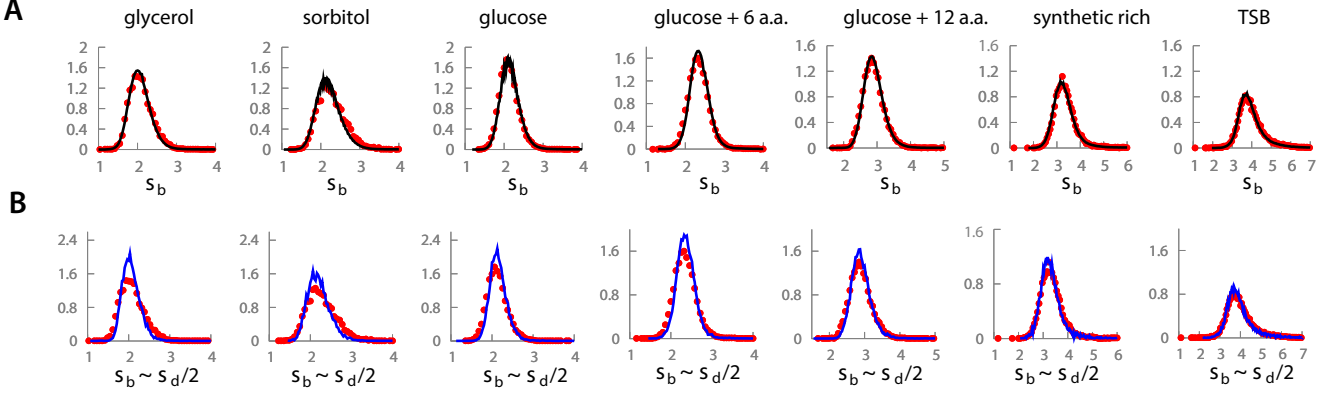 A
glycerol sorbitol glucose glucose + 6 a.a. glucose + 12 a.a. synthetic rich TSB
2 2 2 1.6 1.6 1.6 1.6
1.6 1.6 1.6 1.2 1.2 1.2 1.2
1.2 1.2 1.2 0.8 0.8 0.8 0.8
0.8 0.8 0.8 0.4 0.4 0.4 0.4
0.4 0.4 0.4 0 0 0 0
0 0 0
1 2 3 4 1 2 3 4 1 2 3 4 1 2 3 4 2 3 4 5 1 2 3 4 5 6 1 2 3 4 5 6 7
s_b s_b s_b s_b s_b s_b s_b
B
2.4 2.4 2.4 1.6 1.6 1.6 1.6
1.6 1.6 1.6 0.8 0.8 0.8 0.8
0.8 0.8 0.8 0 0 0 0
0 0 0
1 2 3 4 1 2 3 4 1 2 3 4 1 2 3 4 2 3 4 5 1 2 3 4 5 6 1 2 3 4 5 6 7
s_b ~ s_d/2 s_b ~ s_d/2 s_b ~ s_d/2 s_b ~ s_d/2 s_b ~ s_d/2 s_b ~ s_d/2 s_b ~ s_d/2